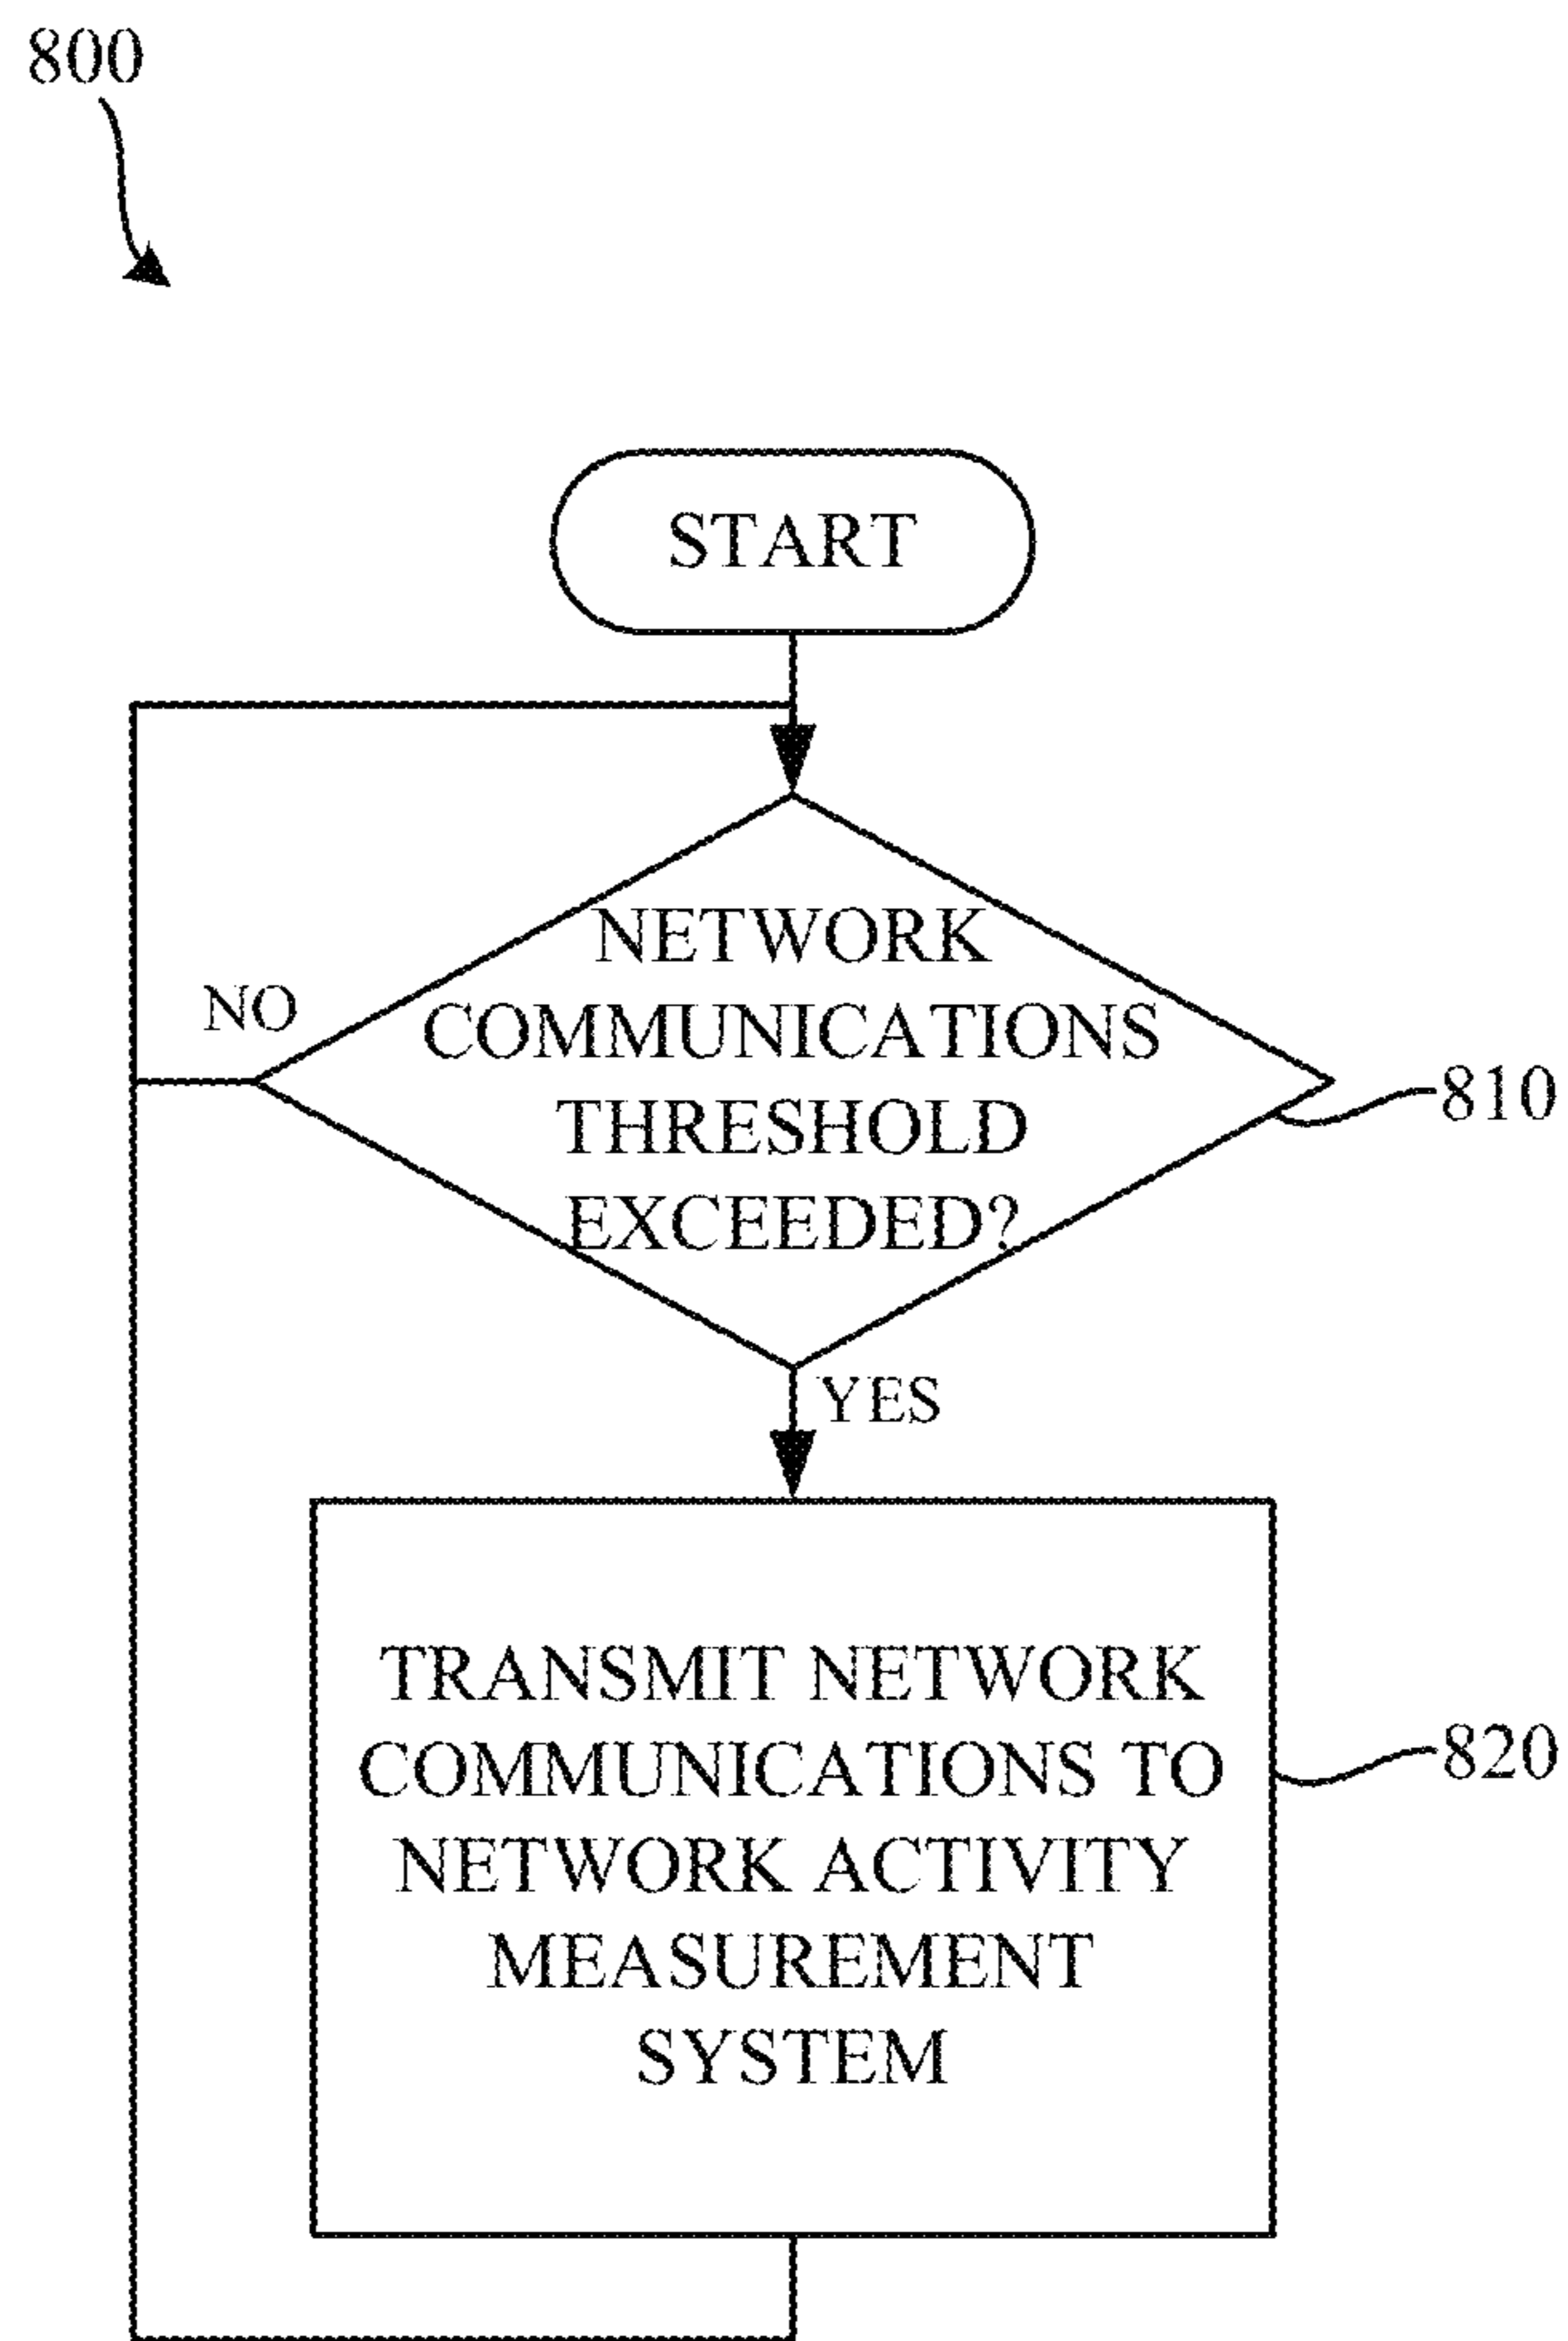 800
START
NETWORK
COMMUNICATIONS
THRESHOLD
EXCEEDED?
NO
810
YES
TRANSMIT NETWORK
COMMUNICATIONS TO
NETWORK ACTIVITY
MEASUREMENT
SYSTEM
820